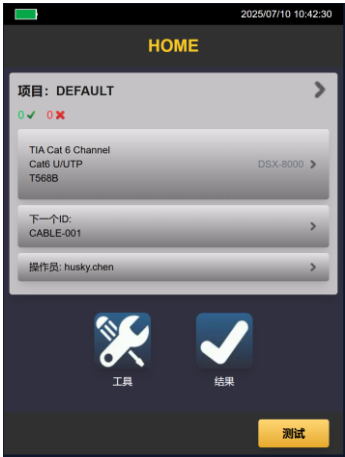 2025/07/10 10:42:30
HOME
项目: DEFAULT
0 0
TIA Cat 6 Channel
Cat6 U/UTP
DSX-8000
T568B
下一个ID:
CABLE-001
操作员: husky.chen
工具
结果
测试